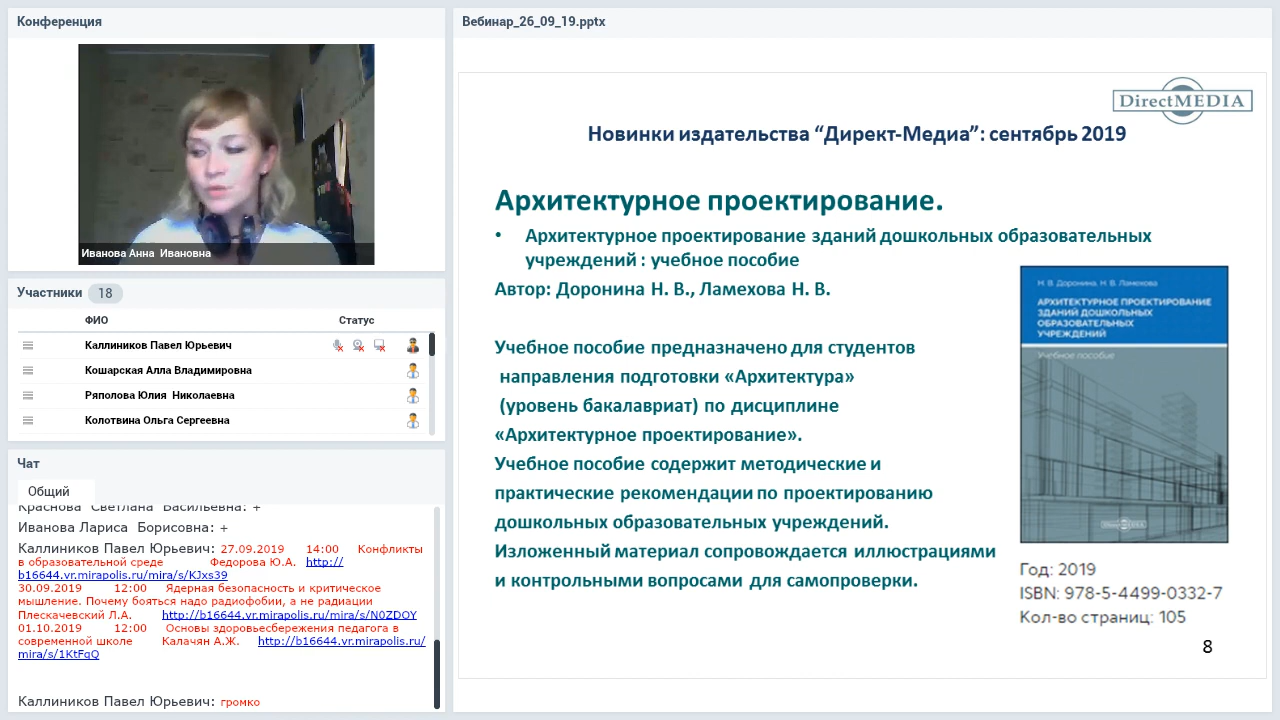 Конференция
Иванова Анна  Ивановна
Участники 18
ФИО Статус
Каллиников Павел Юрьевич
Кошарская Алла Владимировна
Ряполова Юлия  Николаевна
Колотвина Ольга Сергеевна
Чат
Общий
Краснова  Светлана  Васильевна: +
Иванова Лариса  Борисовна: +
Каллиников Павел Юрьевич: 27.09.2019 14:00 Конфликты
в образовательной среде Федорова Ю.А. http://
b16644.vr.mirapolis.ru/mira/s/KJxs39
30.09.2019 12:00 Ядерная безопасность и критическое
мышление. Почему бояться надо радиофобии, а не радиации
Плескачевский Л.А. http://b16644.vr.mirapolis.ru/mira/s/N0ZDOY
01.10.2019 12:00 Основы здоровьесбережения педагога в
современной школе Калачян А.Ж. http://b16644.vr.mirapolis.ru/
mira/s/1KtFqQ
Каллиников Павел Юрьевич: громко
Вебинар_26_09_19.pptx
DirectMEDIA
Новинки издательства “Директ-Медиа”: сентябрь 2019
Архитектурное проектирование.
• Архитектурное проектирование зданий дошкольных образовательных
учреждений : учебное пособие
Автор: Доронина Н. В., Ламехова Н. В.
Учебное пособие предназначено для студентов
направления подготовки «Архитектура»
(уровень бакалавриат) по дисциплине
«Архитектурное проектирование».
Учебное пособие содержит методические и
практические рекомендации по проектированию
дошкольных образовательных учреждений.
Изложенный материал сопровождается иллюстрациями
и контрольными вопросами для самопроверки.
Н. В. Доронина, Н. В. Ламехова
АРХИТЕКТУРНОЕ ПРОЕКТИРОВАНИЕ
ЗДАНИЙ ДОШКОЛЬНЫХ
ОБРАЗОВАТЕЛЬНЫХ
УЧРЕЖДЕНИЙ
Учебное пособие
DirectMEDIA
Год: 2019
ISBN: 978-5-4499-0332-7
Кол-во страниц: 105
8